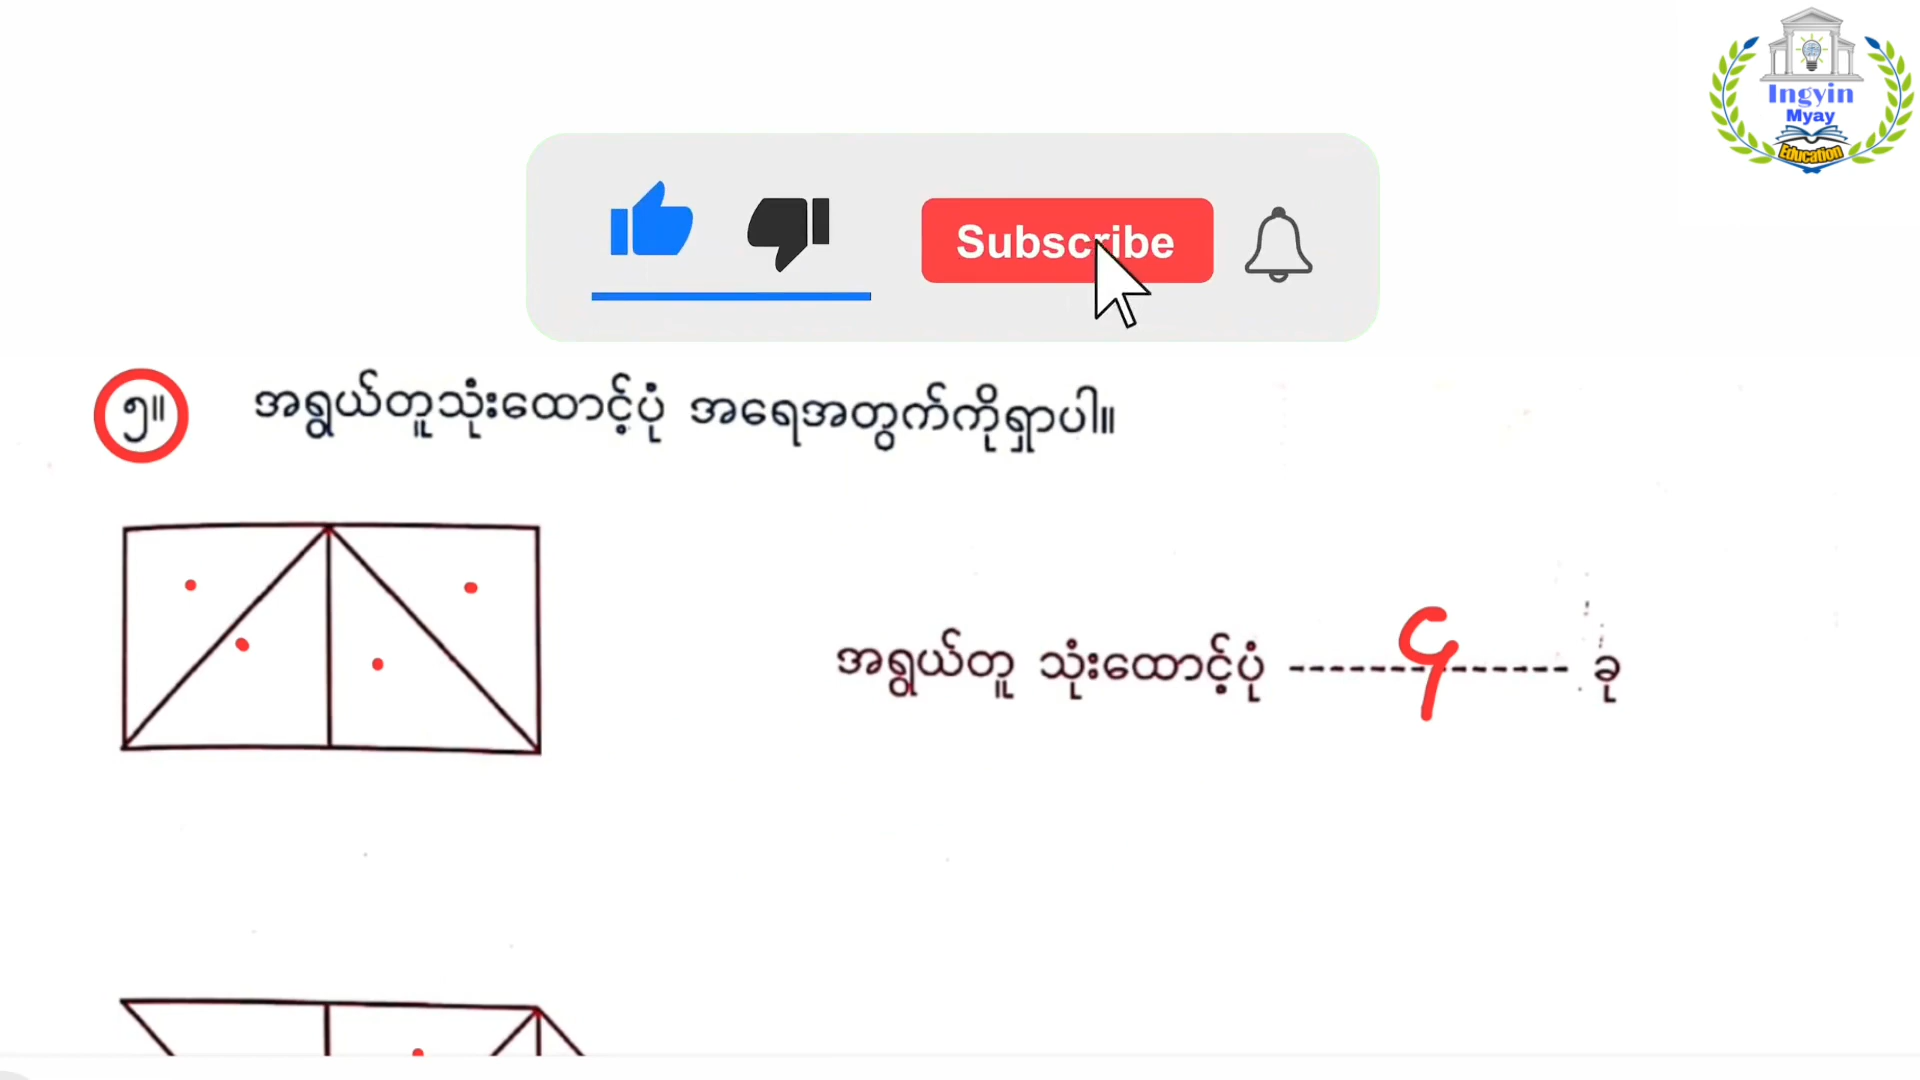 Ingyin
Myay
Education
Subscribe
၅။ အရွယ်တူသုံးထောင့်ပုံ အရေအတွက်ကိုရှာပါ။
အရွယ်တူ သုံးထောင့်ပုံ -------၄------- ခု